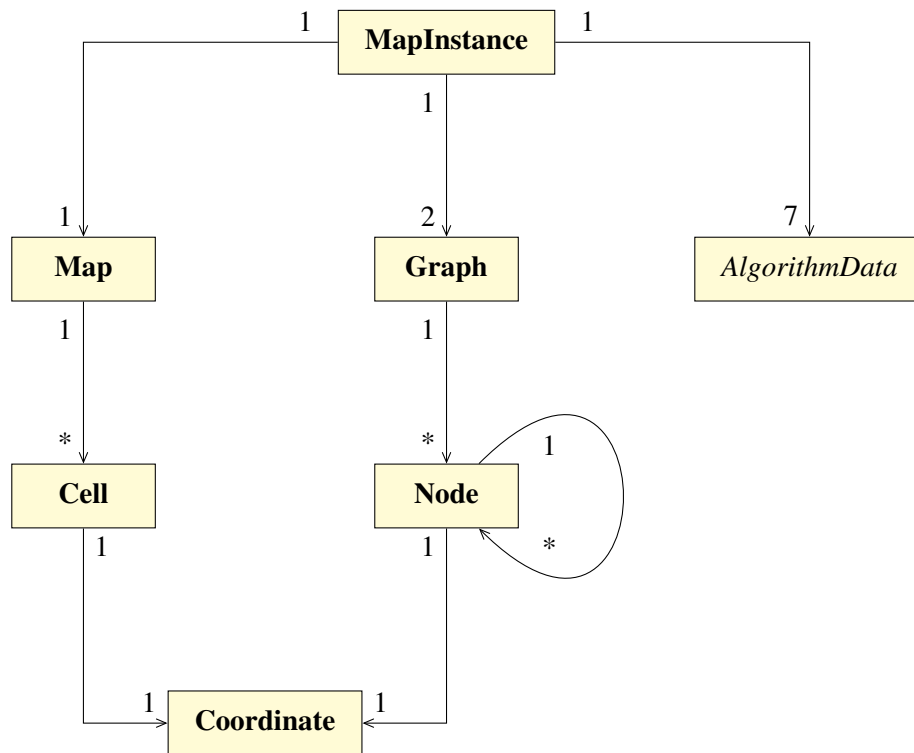 1
MapInstance
1
1
1
2
7
Map
Graph
AlgorithmData
1
1
*
*
1
Cell
Node
1
1
*
1
1
Coordinate